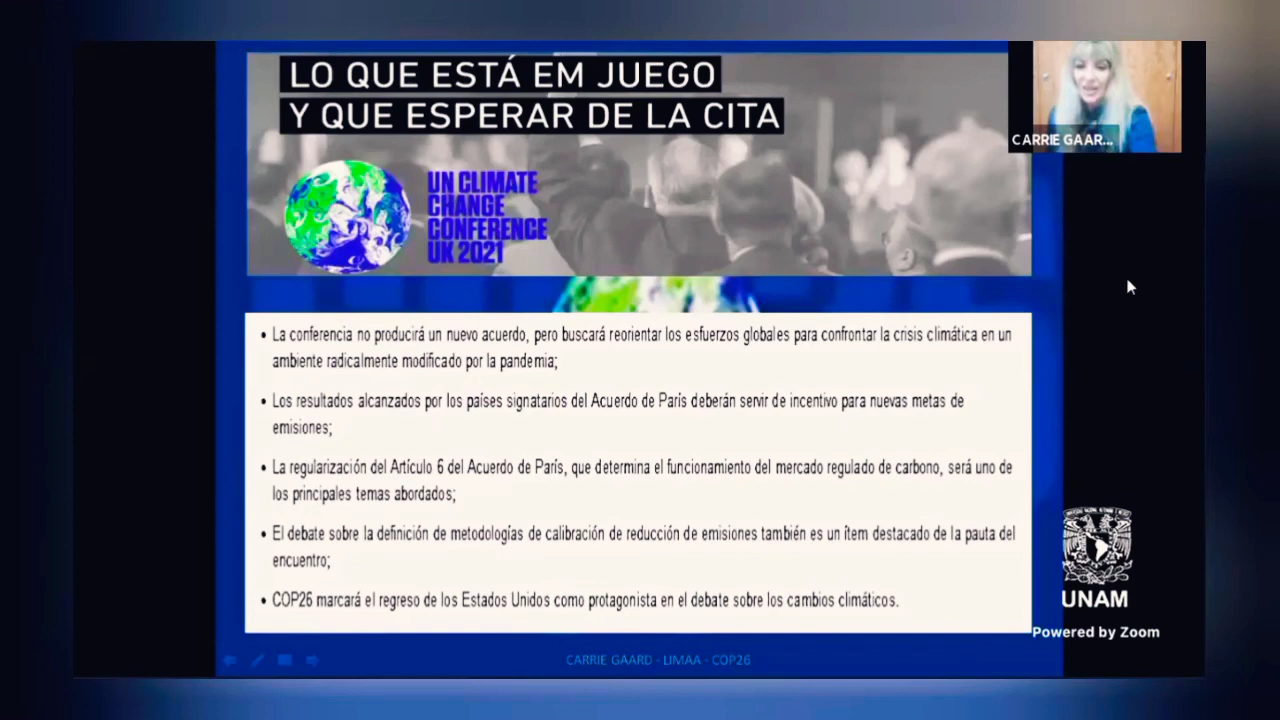 LO QUE ESTÁ EM JUEGO
Y QUE ESPERAR DE LA CITA
UN CLIMATE
CHANGE
CONFERENCE
UK 2021
CARRIE GAAR...
• La conferencia no producirá un nuevo acuerdo, pero buscará reorientar los esfuerzos globales para confrontar la crisis climática en un
ambiente radicalmente modificado por la pandemia;
• Los resultados alcanzados por los países signatarios del Acuerdo de París deberán servir de incentivo para nuevas metas de
emisiones;
• La regularización del Artículo 6 del Acuerdo de París, que determina el funcionamiento del mercado regulado de carbono, será uno de
los principales temas abordados;
• El debate sobre la definición de metodologías de calibración de reducción de emisiones también es un ítem destacado de la pauta del
encuentro;
• COP26 marcará el regreso de los Estados Unidos como protagonista en el debate sobre los cambios climáticos.
UNAM
Powered by Zoom
CARRIE GAARD - LIMAA - COP26